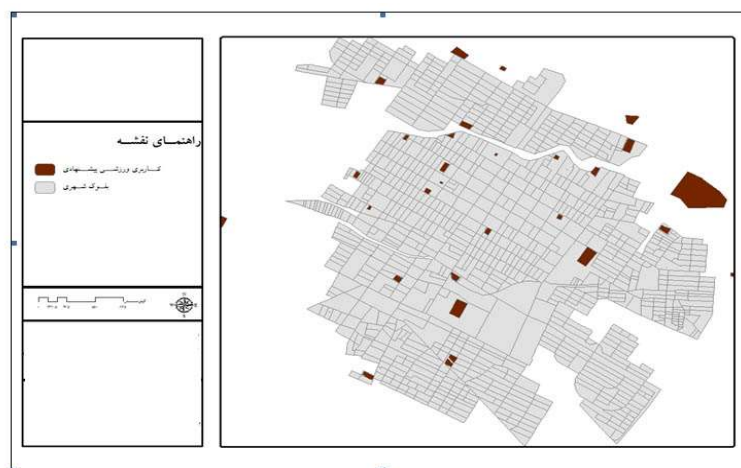 راهنمای نقشه
کاربری ورزشی پیشنهادی
بلوک شهری